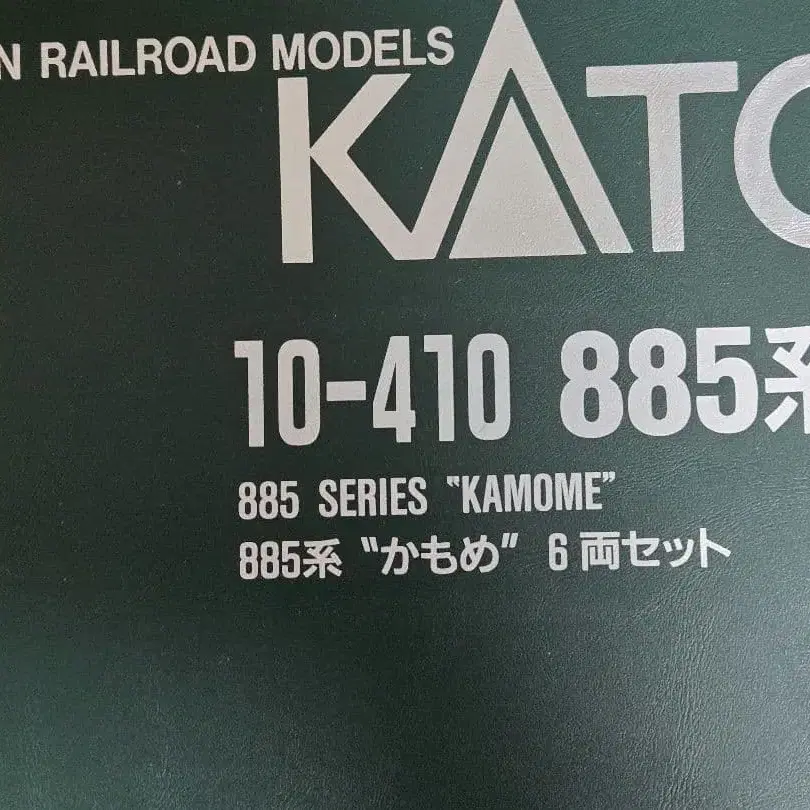 N RAILROAD MODELS
KATO
10-410 885系
885 SERIES "KAMOME"
885系 "かもめ" 6両セット